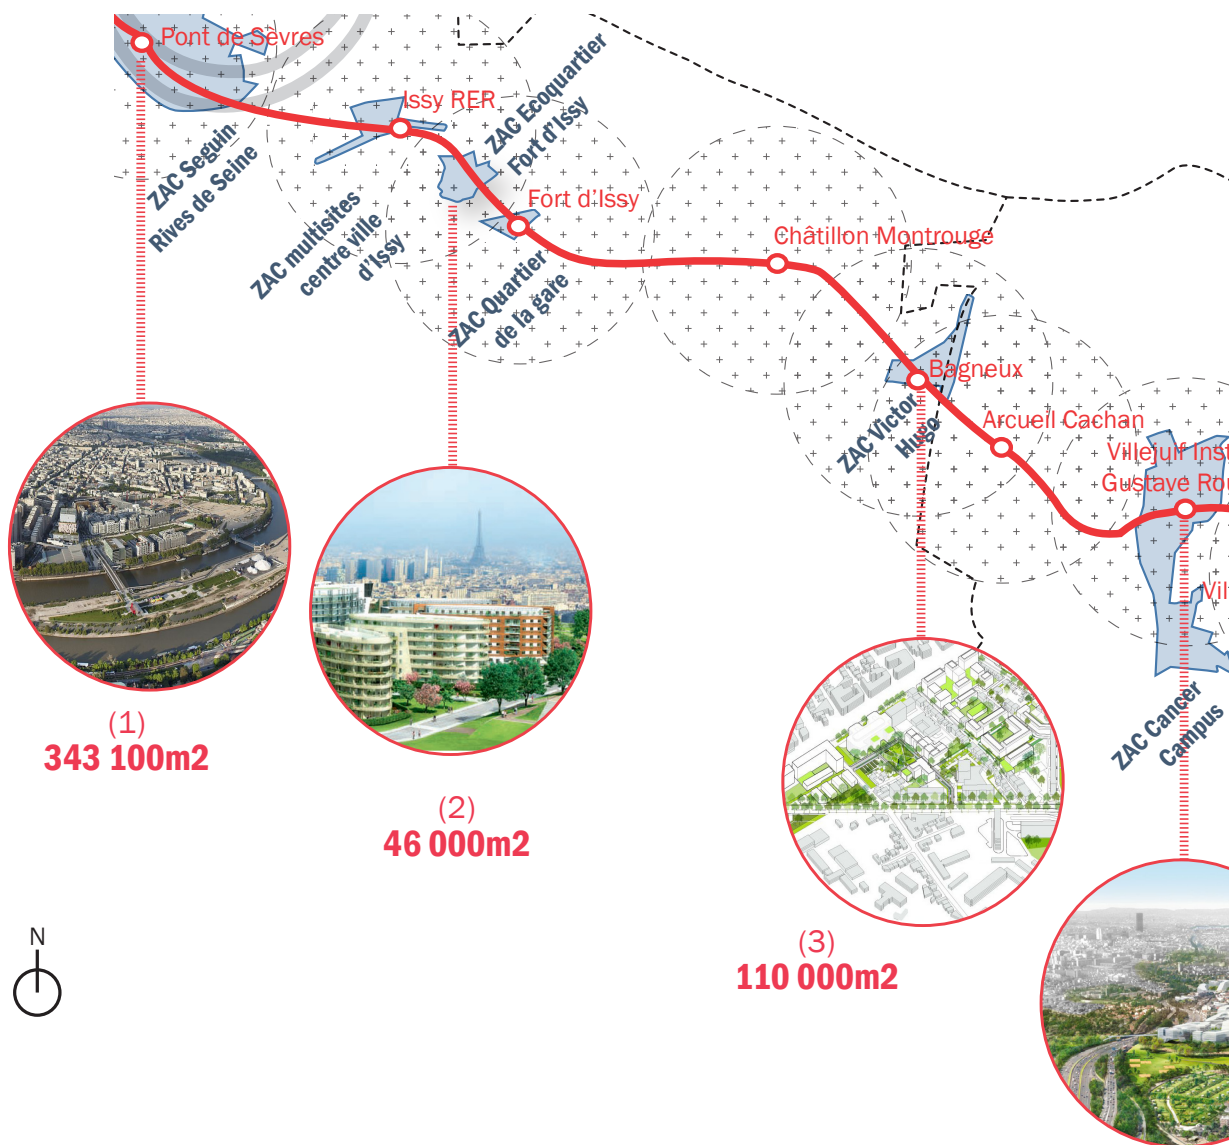 Pont de Sèvres
Issy RER
ZAC Ecoquartier
Fort d'Issy
ZAC Seguin
Rives de Seine
ZAC multisites
centre ville
d'Issy
Fort d'Issy
ZAC Quartier
de la gare
Châtillon Montrouge
Bagneux
ZAC Victor
Hugo
Arcueil Cachan
Villejuif Inst
Gustave Rou
Vil
ZAC Cancer
Campus
(1)
343 100m2
(2)
46 000m2
(3)
110 000m2
N